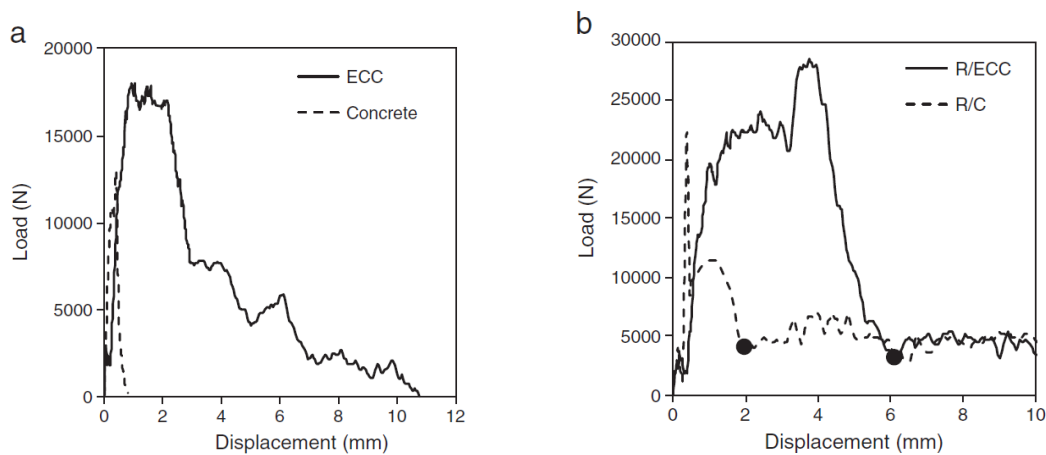 a
20000
15000
10000
5000
0
Load (N)
ECC
Concrete
0 2 4 6 8 10 12
Displacement (mm)
b
30000
25000
20000
15000
10000
5000
0
Load (N)
R/ECC
R/C
0 2 4 6 8 10
Displacement (mm)